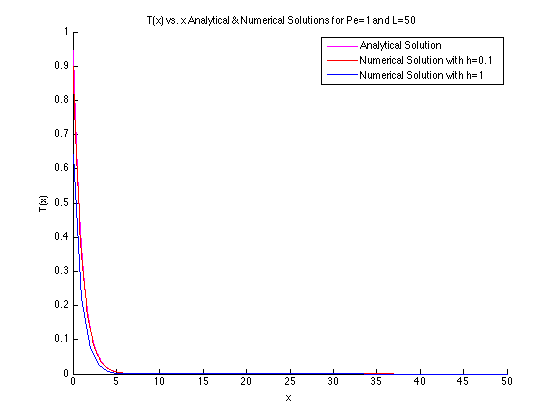 T(x) vs. x Analytical & Numerical Solutions for Pe=1 and L=50
Analytical Solution
Numerical Solution with h=0.1
Numerical Solution with h=1
1
0.9
0.8
0.7
0.6
0.5
0.4
0.3
0.2
0.1
0
T(x)
0 5 10 15 20 25 30 35 40 45 50
x